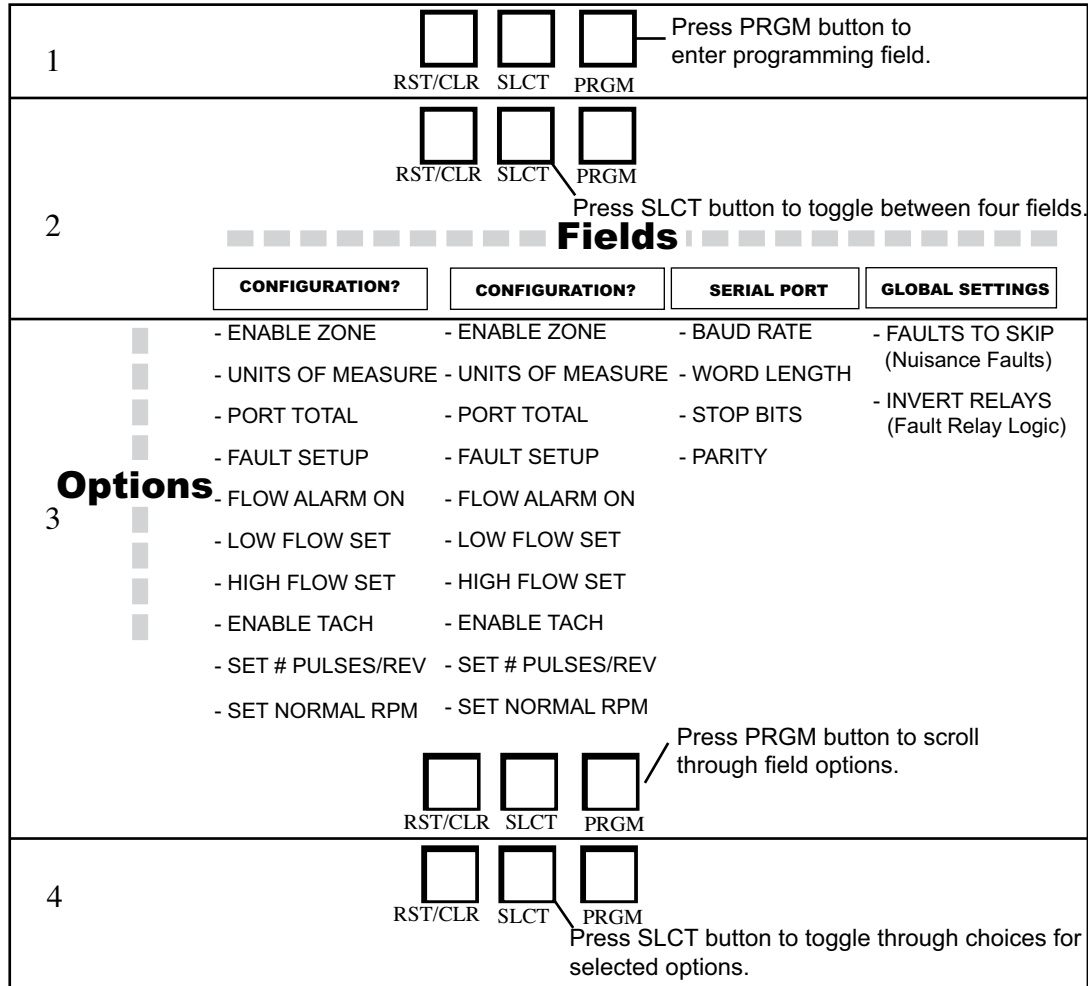 1
RST/CLR SLCT PRGM
Press PRGM button to
enter programming field.
2
RST/CLR SLCT PRGM
Press SLCT button to toggle between four fields.
Fields
CONFIGURATION? CONFIGURATION? SERIAL PORT GLOBAL SETTINGS
3
Options
- ENABLE ZONE
- UNITS OF MEASURE
- PORT TOTAL
- FAULT SETUP
- FLOW ALARM ON
- LOW FLOW SET
- HIGH FLOW SET
- ENABLE TACH
- SET # PULSES/REV
- SET NORMAL RPM
- ENABLE ZONE
- UNITS OF MEASURE
- PORT TOTAL
- FAULT SETUP
- FLOW ALARM ON
- LOW FLOW SET
- HIGH FLOW SET
- ENABLE TACH
- SET # PULSES/REV
- SET NORMAL RPM
- BAUD RATE
- WORD LENGTH
- STOP BITS
- PARITY
- FAULTS TO SKIP
(Nuisance Faults)
- INVERT RELAYS
(Fault Relay Logic)
Press PRGM button to scroll
through field options.
RST/CLR SLCT PRGM
4
RST/CLR SLCT PRGM
Press SLCT button to toggle through choices for
selected options.